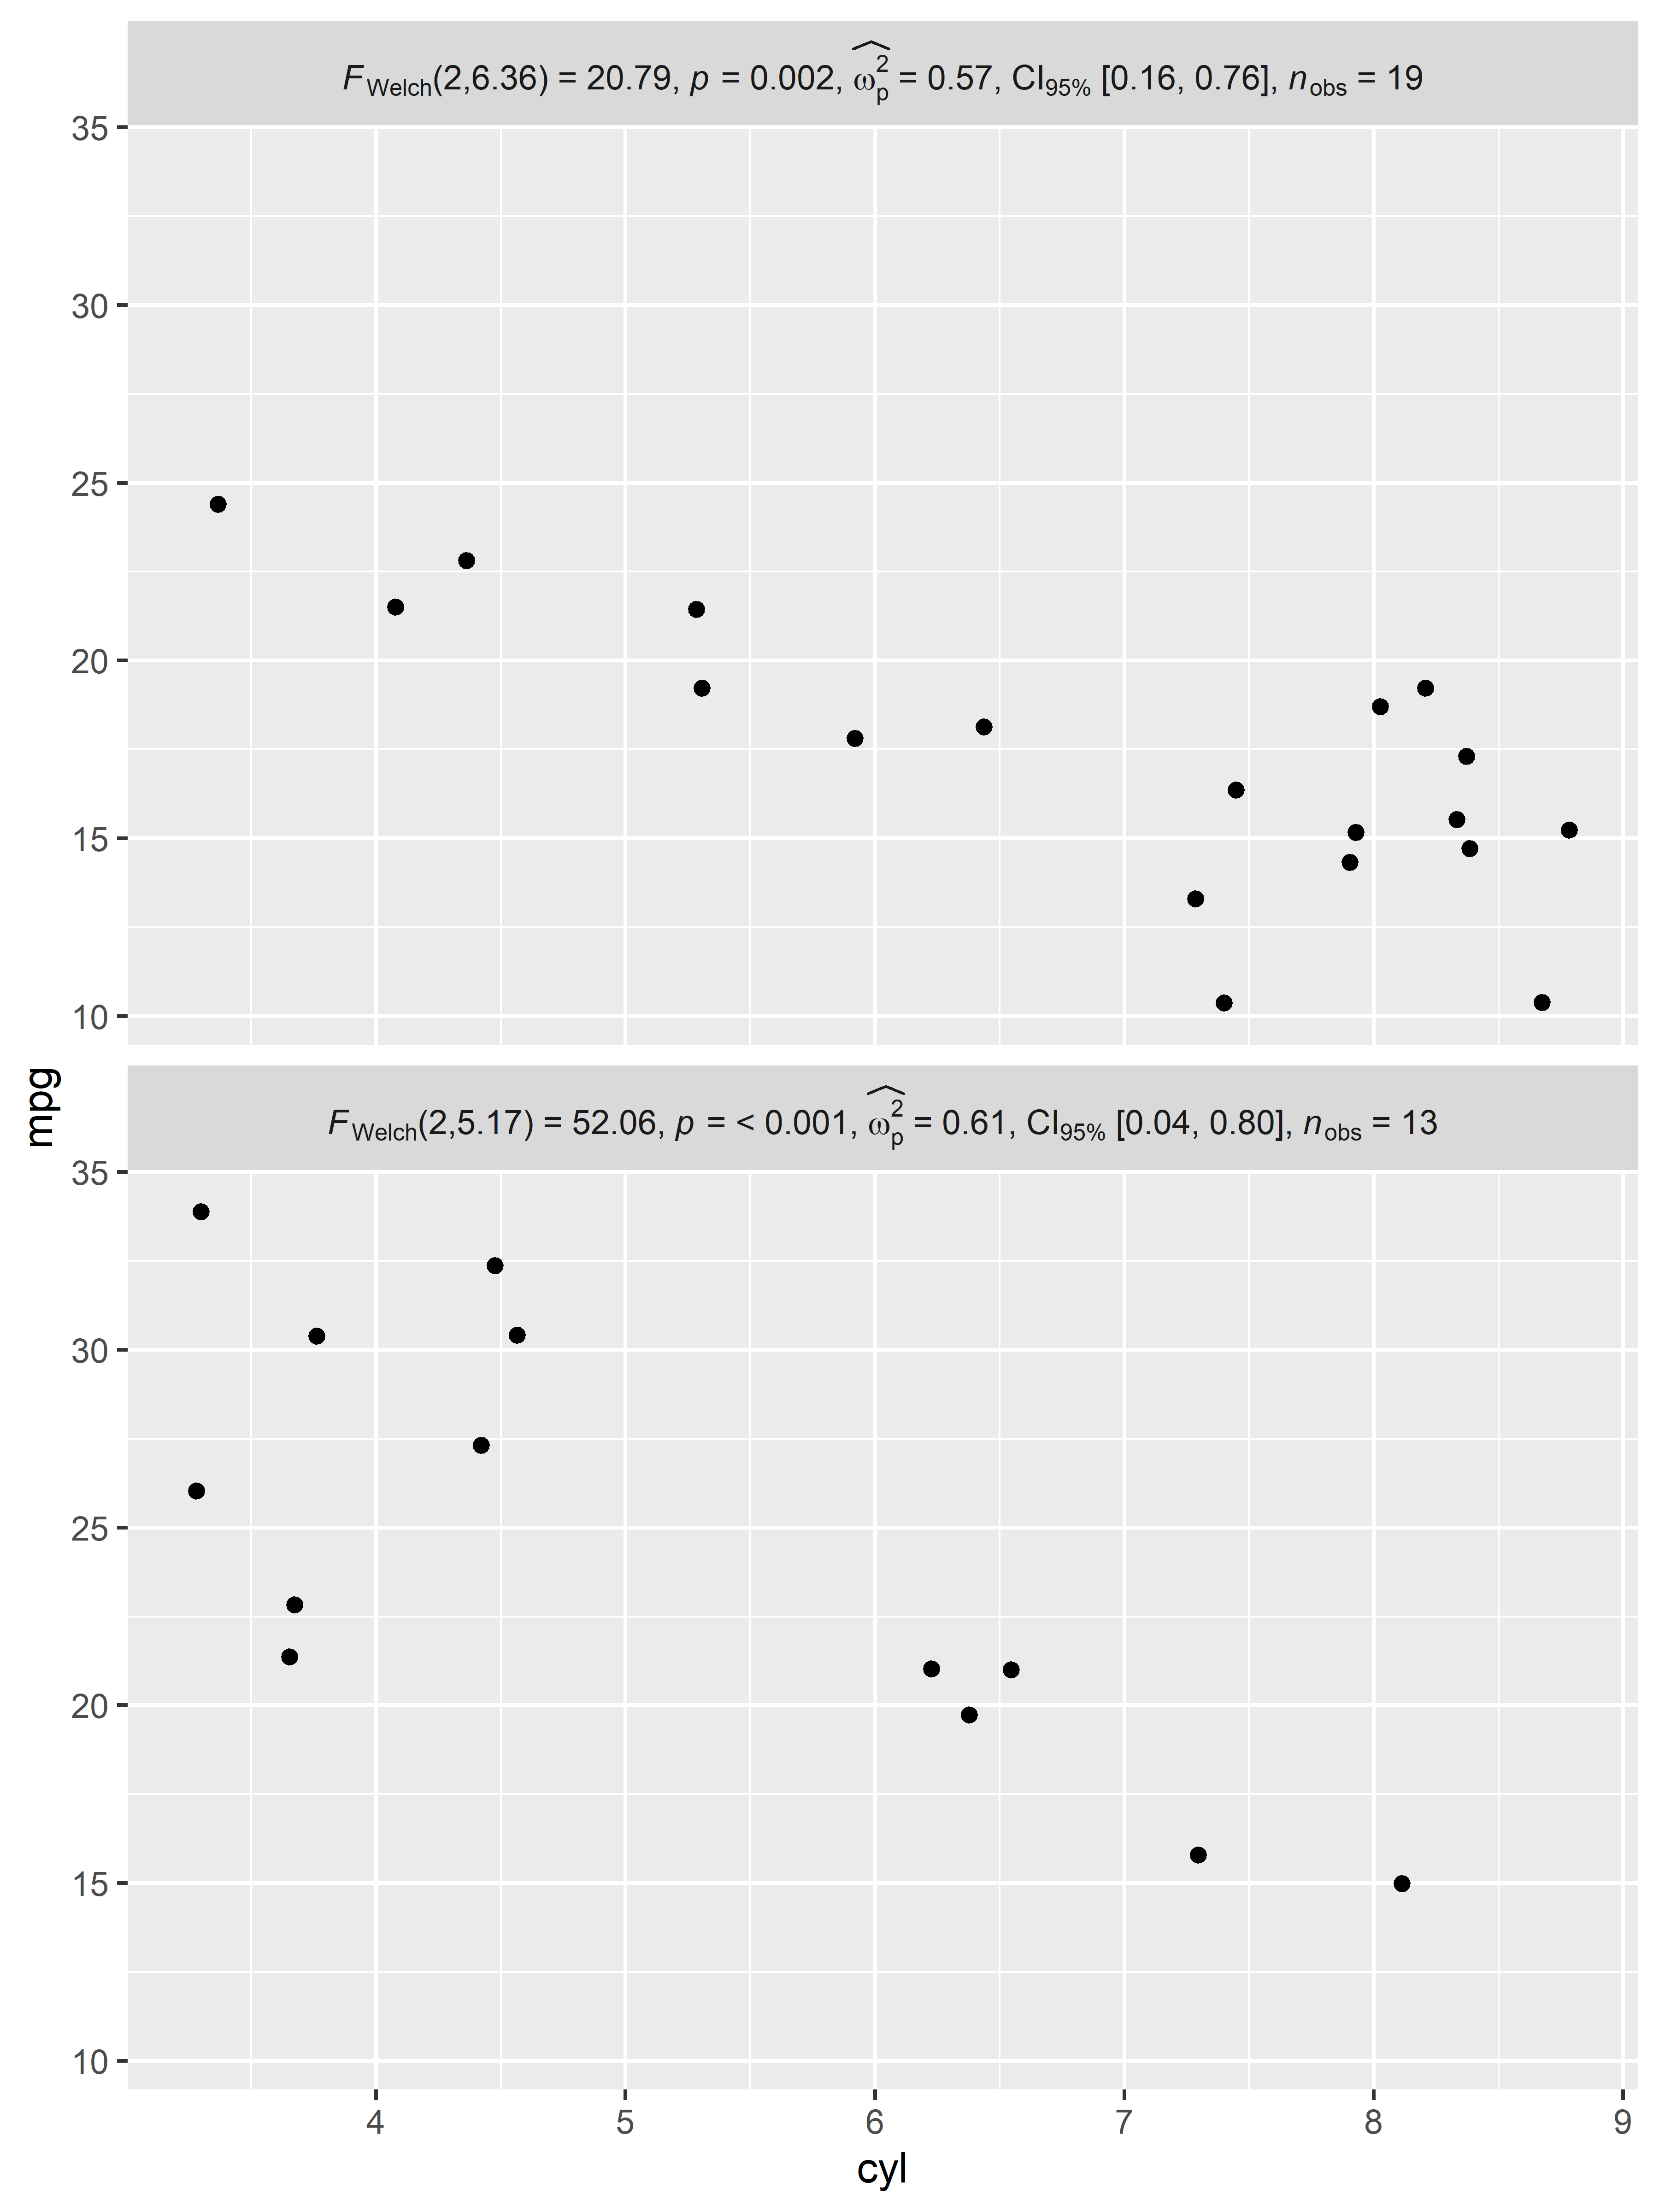 F_Welch(2,6.36) = 20.79, p = 0.002, ω̂²_p = 0.57, CI_95% [0.16, 0.76], n_obs = 19
35
30
25
20
15
10
mpg
F_Welch(2,5.17) = 52.06, p = < 0.001, ω̂²_p = 0.61, CI_95% [0.04, 0.80], n_obs = 13
35
30
25
20
15
10
4 5 6 7 8 9
cyl